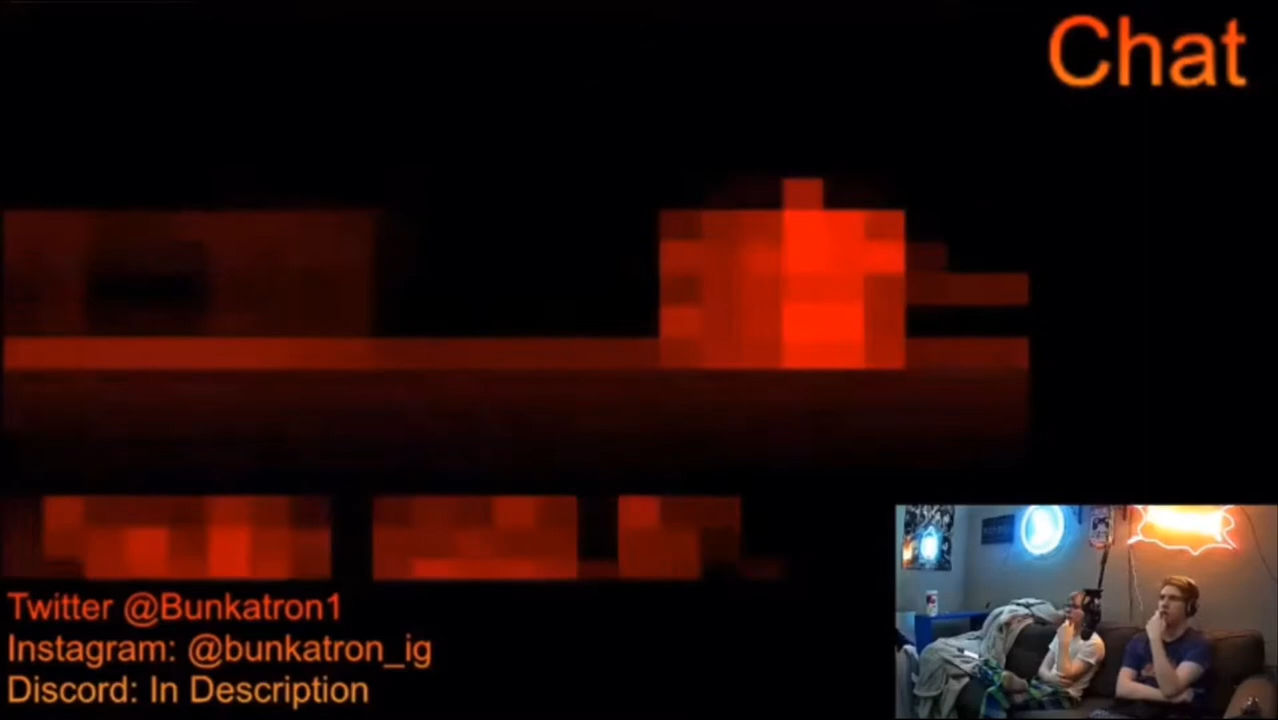 Chat
Twitter @Bunkatron1
Instagram: @bunkatron_ig
Discord: In Description